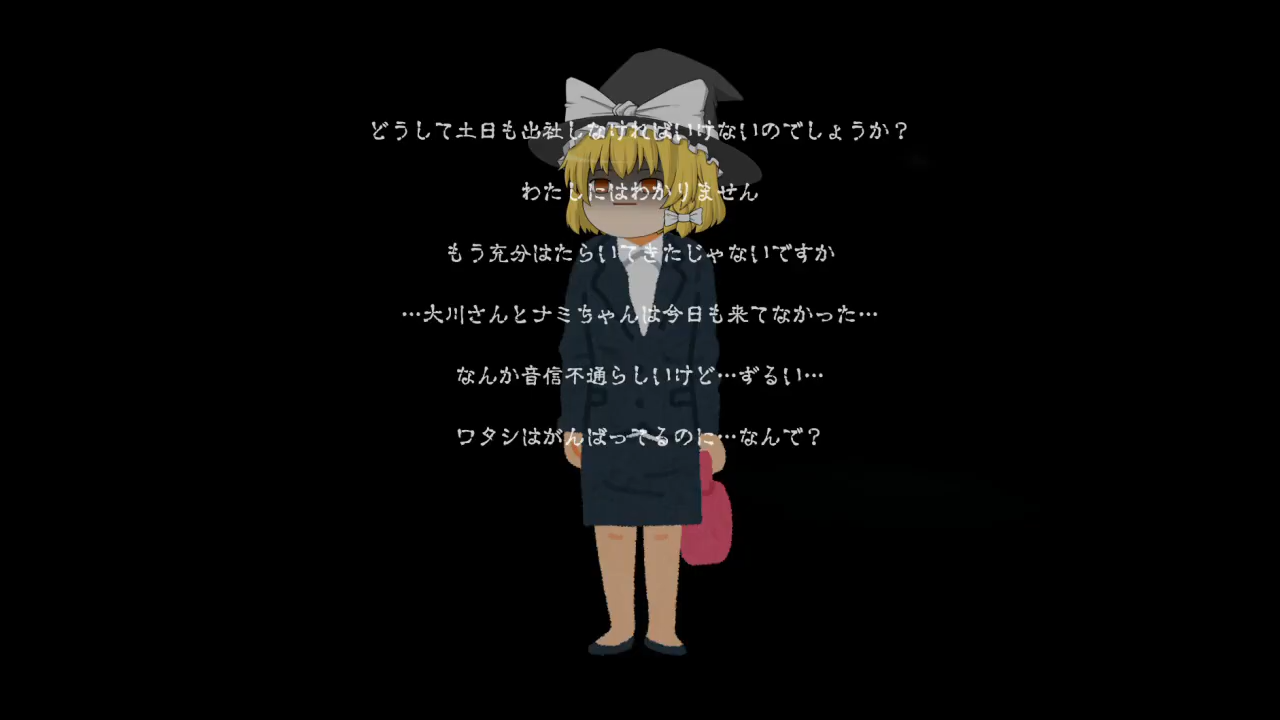 どうして土日も出社しなければいけないのでしょうか？
わたしにはわかりません
もう充分はたらいてきたじゃないですか
…大川さんとナミちゃんは今日も来てなかった…
なんか音信不通らしいけど…ずるい…
ワタシはがんばってるのに…なんで？